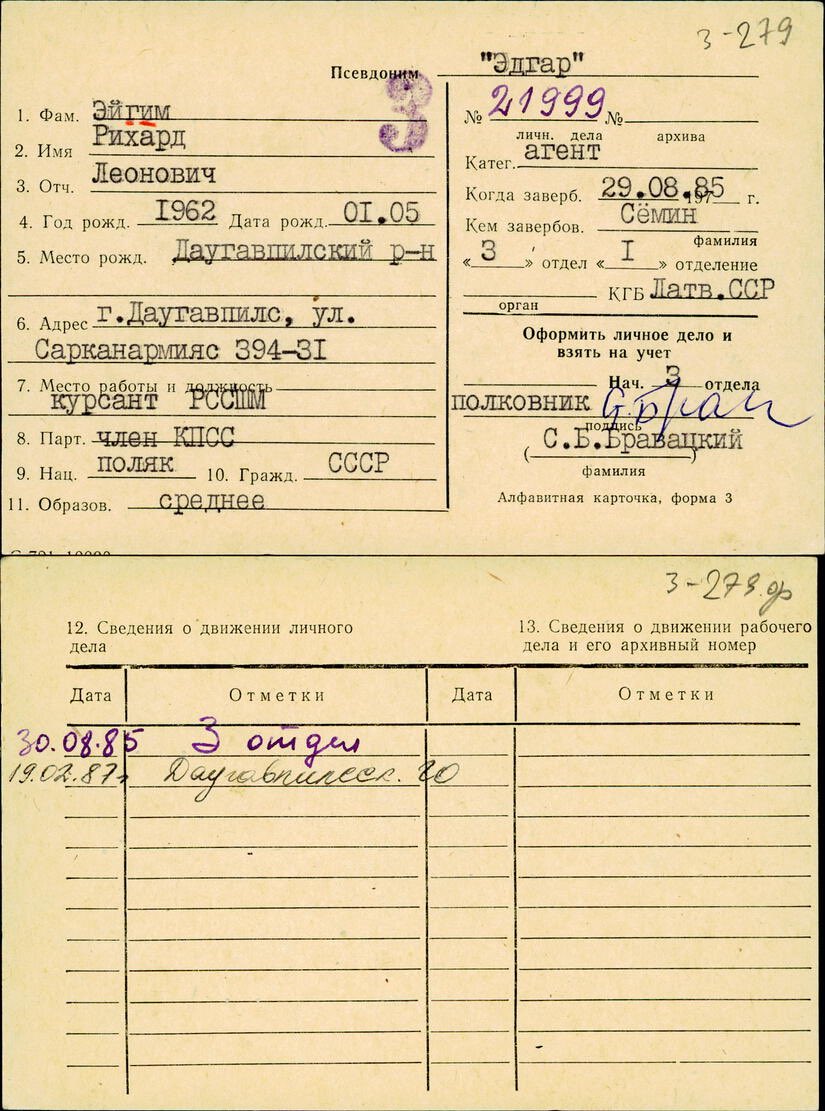 3-279
Псевдоним "Эдгар"
3
1. Фам. Эйгим
2. Имя Рихард
3. Отч. Леонович
4. Год рожд. 1962 Дата рожд. 01.05
5. Место рожд. Даугавпилский р-н
6. Адрес г.Даугавпилс, ул.
Сарканармияс 394-31
7. Место работы и должность
курсант РССШМ
8. Парт. член КПСС
9. Нац. поляк 10. Гражд. СССР
11. Образов. среднее
№ 21999 №
личн. дела архива
Катег. агент
Когда заверб. 29.08.85 197 г.
Кем завербов. Сёмин
фамилия
« 3 » отдел « I » отделение
КГБ Латв.ССР
орган
Оформить личное дело и
взять на учет
Нач. 3 отдела
полковник
подпись
С.Б.Бравацкий
( )
фамилия
Алфавитная карточка, форма 3
3-279
12. Сведения о движении личного
дела
13. Сведения о движении рабочего
дела и его архивный номер
Дата Отметки Дата Отметки
30.08.85 3 отдел
19.02.87г Даугавпилсск. ГО